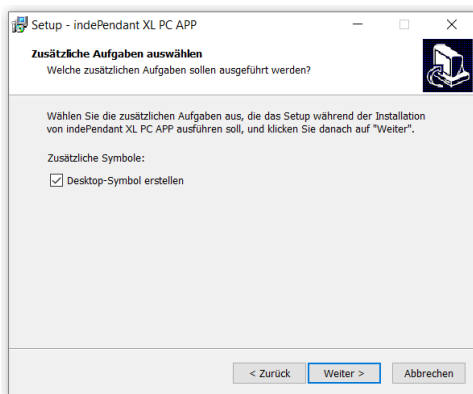 Setup - indePendant XL PC APP
Zusätzliche Aufgaben auswählen
Welche zusätzlichen Aufgaben sollen ausgeführt werden?
Wählen Sie die zusätzlichen Aufgaben aus, die das Setup während der Installation
von indePendant XL PC APP ausführen soll, und klicken Sie danach auf "Weiter".
Zusätzliche Symbole:
Desktop-Symbol erstellen
< Zurück Weiter > Abbrechen